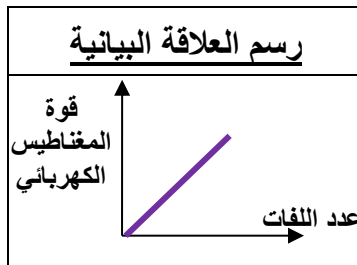 رسم العلاقة البيانية
قوة
المغناطيس
الكهربائي
عدد اللفات